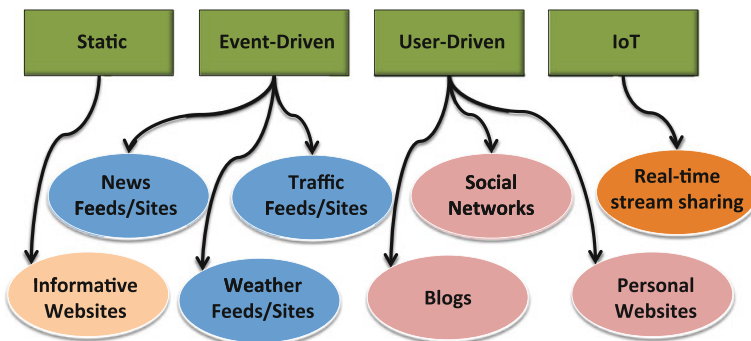 Static
Event-Driven
User-Driven
IoT
News
Feeds/Sites
Traffic
Feeds/Sites
Social
Networks
Real-time
stream sharing
Informative
Websites
Weather
Feeds/Sites
Blogs
Personal
Websites